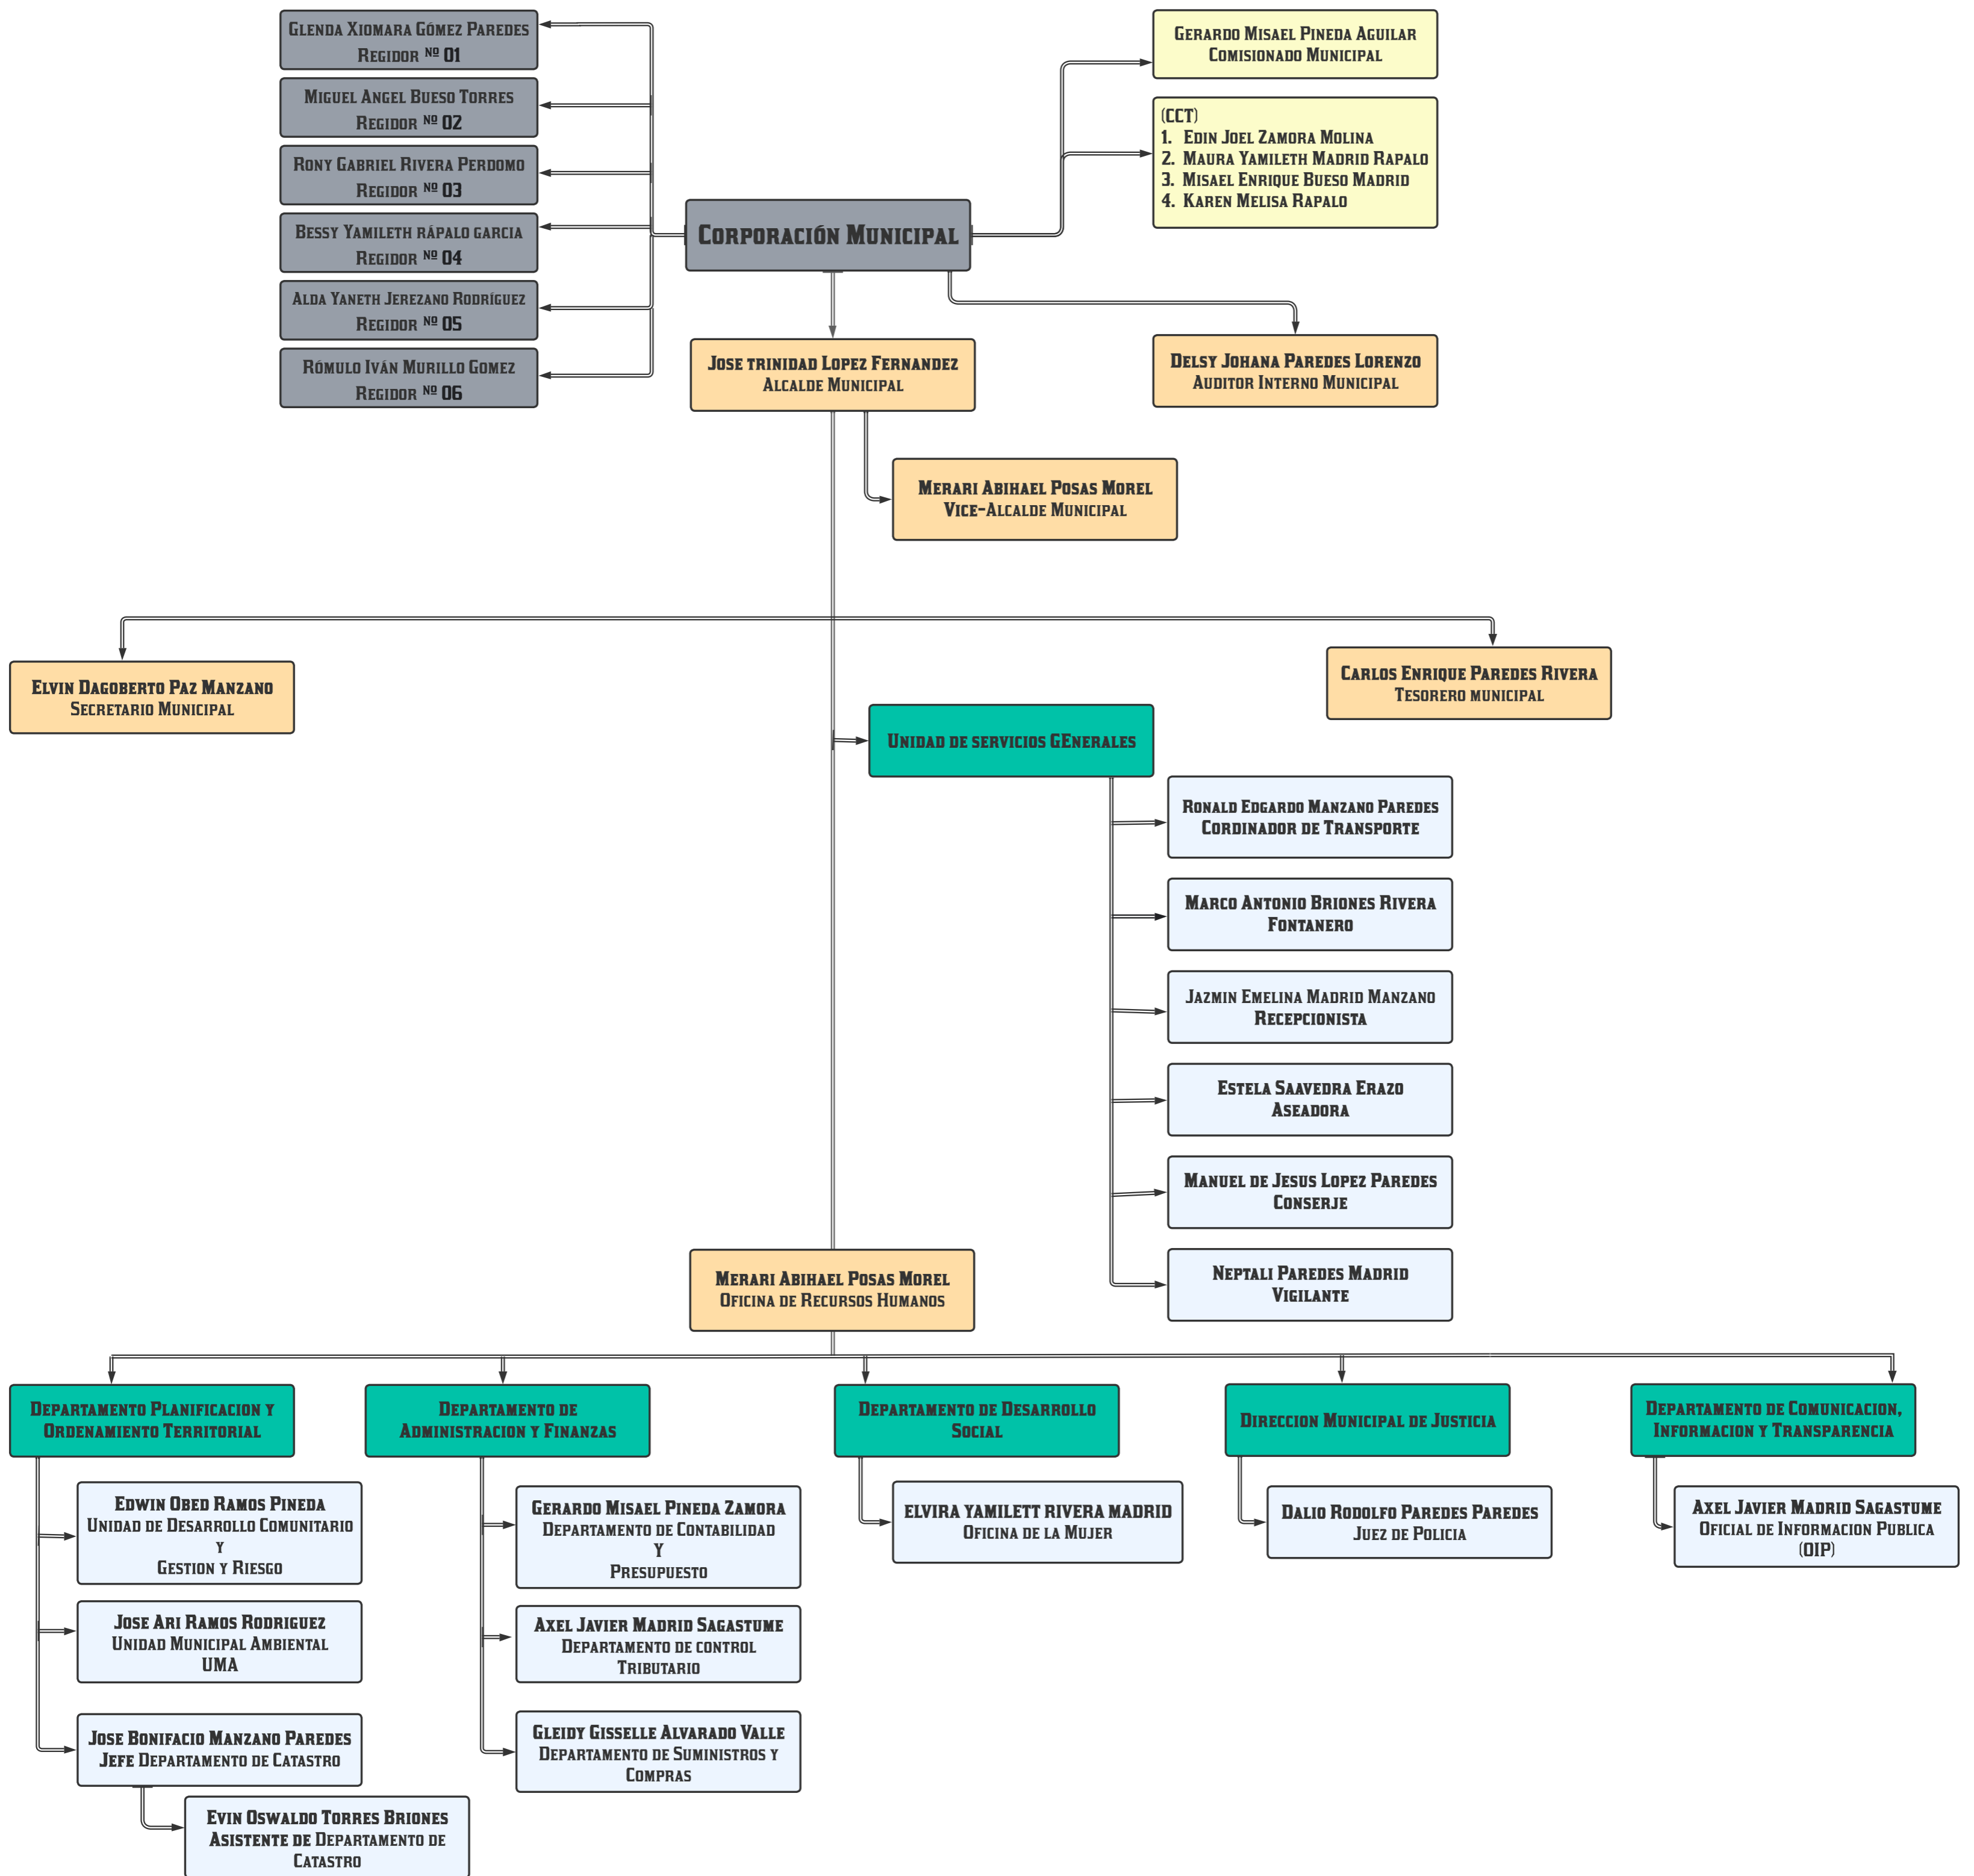 Glenda Xiomara Gómez Paredes
Regidor Nº 01
Miguel Angel Bueso Torres
Regidor Nº 02
Rony Gabriel Rivera Perdomo
Regidor Nº 03
Bessy Yamileth rápalo garcia
Regidor Nº 04
Alda Yaneth Jerezano Rodríguez
Regidor Nº 05
Rómulo Iván Murillo Gomez
Regidor Nº 06
Gerardo Misael Pineda Aguilar
Comisionado Municipal
(CCT)
1. Edin Joel Zamora Molina
2. Maura Yamileth Madrid Rapalo
3. Misael Enrique Bueso Madrid
4. Karen Melisa Rapalo
Corporación Municipal
Jose trinidad Lopez Fernandez
Alcalde Municipal
Delsy Johana Paredes Lorenzo
Auditor Interno Municipal
Merari Abihael Posas Morel
Vice-Alcalde Municipal
Elvin Dagoberto Paz Manzano
Secretario Municipal
Carlos Enrique Paredes Rivera
Tesorero municipal
Unidad de servicios GEnerales
Ronald Edgardo Manzano Paredes
Cordinador de Transporte
Marco Antonio Briones Rivera
Fontanero
Jazmin Emelina Madrid Manzano
Recepcionista
Estela Saavedra Erazo
Aseadora
Manuel de Jesus Lopez Paredes
Conserje
Neptali Paredes Madrid
Vigilante
Merari Abihael Posas Morel
Oficina de Recursos Humanos
Departamento Planificacion y
Ordenamiento Territorial
Edwin Obed Ramos Pineda
Unidad de Desarrollo Comunitario
y
Gestion y Riesgo
Jose Ari Ramos Rodriguez
Unidad Municipal Ambiental
UMA
Jose Bonifacio Manzano Paredes
Jefe Departamento de Catastro
Evin Oswaldo Torres Briones
Asistente de Departamento de
Catastro
Departamento de
Administracion y Finanzas
Gerardo Misael Pineda Zamora
Departamento de Contabilidad
Y
Presupuesto
Axel Javier Madrid Sagastume
Departamento de control
Tributario
Gleidy Gisselle Alvarado Valle
Departamento de Suministros y
Compras
Departamento de Desarrollo
Social
ELVIRA YAMILETT RIVERA MADRID
Oficina de la Mujer
Direccion Municipal de Justicia
Dalio Rodolfo Paredes Paredes
Juez de Policia
Departamento de Comunicacion,
Informacion y Transparencia
Axel Javier Madrid Sagastume
Oficial de Informacion Publica
(OIP)